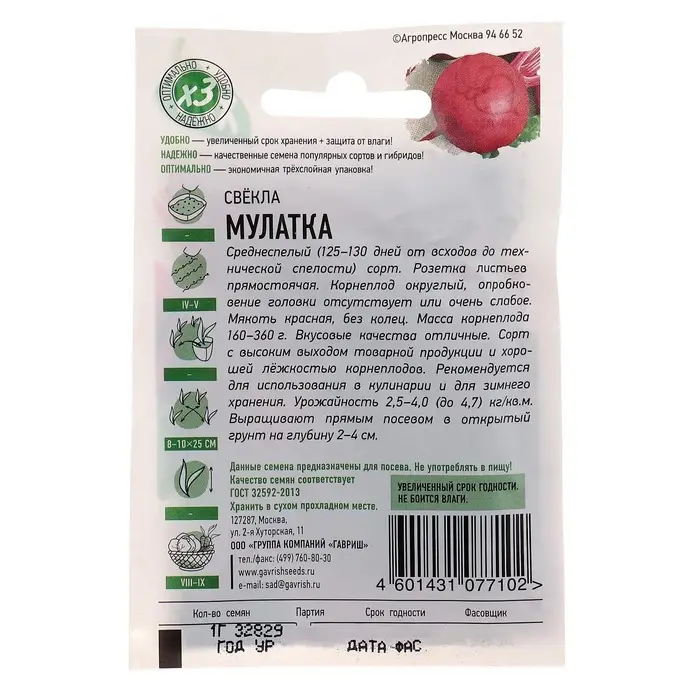 ©Агропресс Москва 94 66 52
ОПТИМАЛЬНО + УДОБНО + НАДЕЖНО +
х3
УДОБНО – увеличенный срок хранения + защита от влаги!
НАДЕЖНО – качественные семена популярных сортов и гибридов!
ОПТИМАЛЬНО – экономичная трёхслойная упаковка!
СВЁКЛА
МУЛАТКА
Среднеспелый (125–130 дней от всходов до тех-
нической спелости) сорт. Розетка листьев
прямостоячая. Корнеплод округлый, опробко-
вение головки отсутствует или очень слабое.
Мякоть красная, без колец. Масса корнеплода
160–360 г. Вкусовые качества отличные. Сорт
с высоким выходом товарной продукции и хоро-
шей лёжкостью корнеплодов. Рекомендуется
для использования в кулинарии и для зимнего
хранения. Урожайность 2,5–4,0 (до 4,7) кг/кв.м.
Выращивают прямым посевом в открытый
грунт на глубину 2–4 см.
–
IV–V
–
8–10×25 СМ
–
VIII–IX
Данные семена предназначены для посева. Не употреблять в пищу!
Качество семян соответствует
ГОСТ 32592-2013
Хранить в сухом прохладном месте.
УВЕЛИЧЕННЫЙ СРОК ГОДНОСТИ.
НЕ БОИТСЯ ВЛАГИ.
127287, Москва,
ул. 2-я Хуторская, 11
ООО «ГРУППА КОМПАНИЙ «ГАВРИШ»
тел./факс: (499) 760-80-30
www.gavrishseeds.ru
e-mail: sad@gavrish.ru
4 601431 077102 >
Кол-во семян Партия Срок годности Фасовщик
1Г 32829
ГОД УР ДАТА ФАС